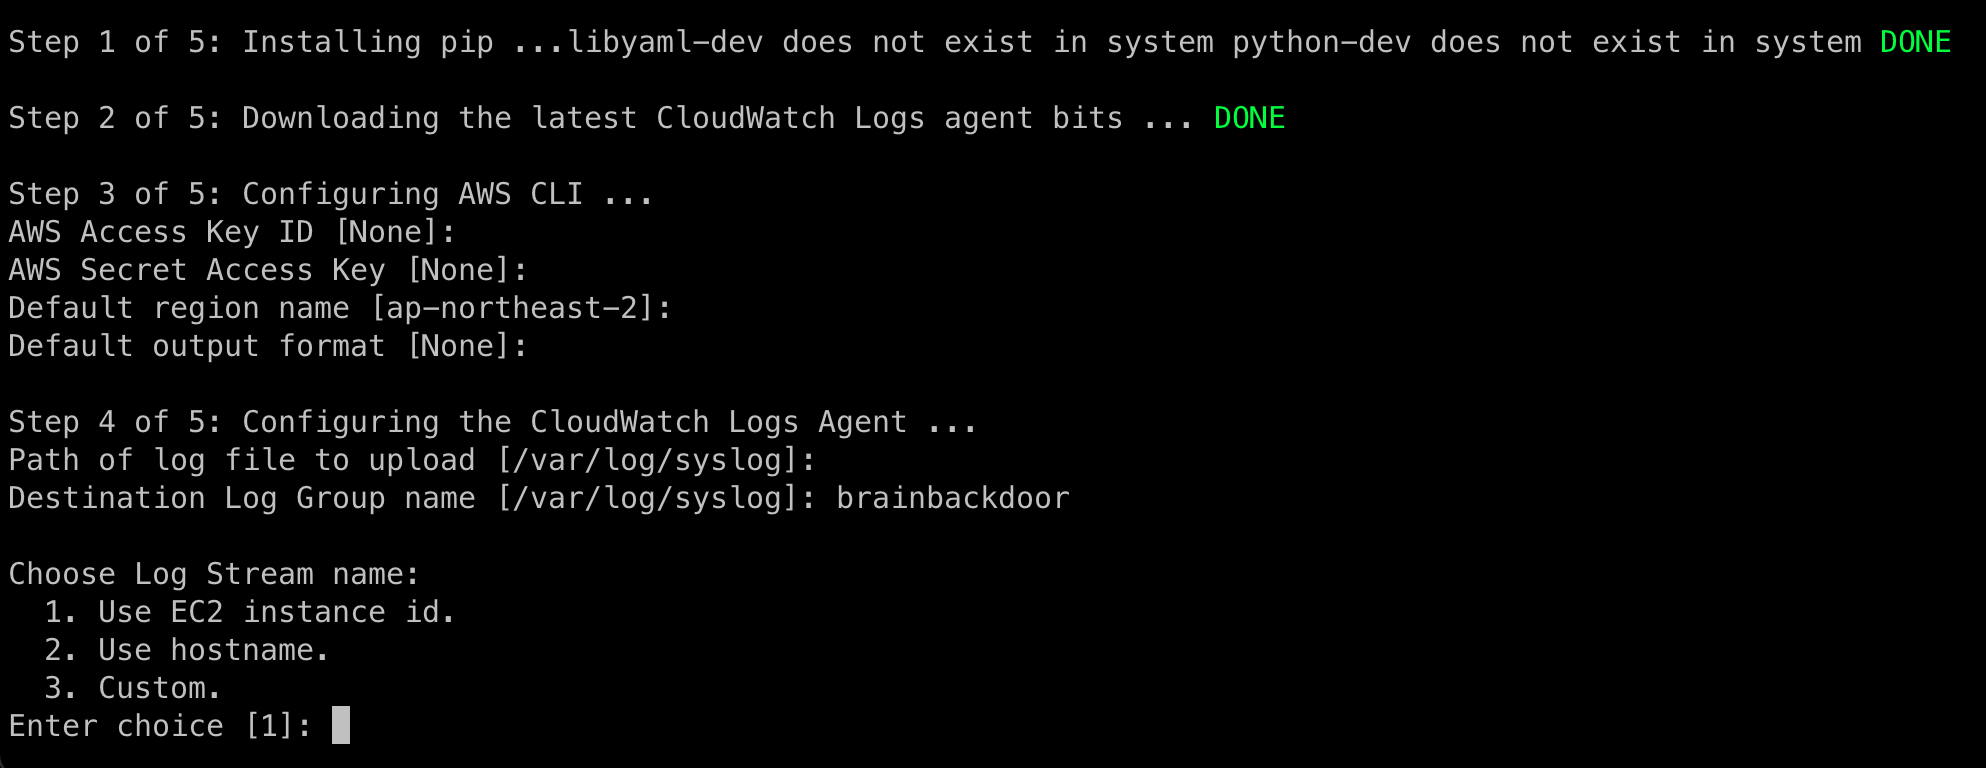 Step 1 of 5: Installing pip ...libyaml-dev does not exist in system python-dev does not exist in system DONE
Step 2 of 5: Downloading the latest CloudWatch Logs agent bits ... DONE
Step 3 of 5: Configuring AWS CLI ...
AWS Access Key ID [None]:
AWS Secret Access Key [None]:
Default region name [ap-northeast-2]:
Default output format [None]:
Step 4 of 5: Configuring the CloudWatch Logs Agent ...
Path of log file to upload [/var/log/syslog]:
Destination Log Group name [/var/log/syslog]: brainbackdoor
Choose Log Stream name:
  1. Use EC2 instance id.
  2. Use hostname.
  3. Custom.
Enter choice [1]: